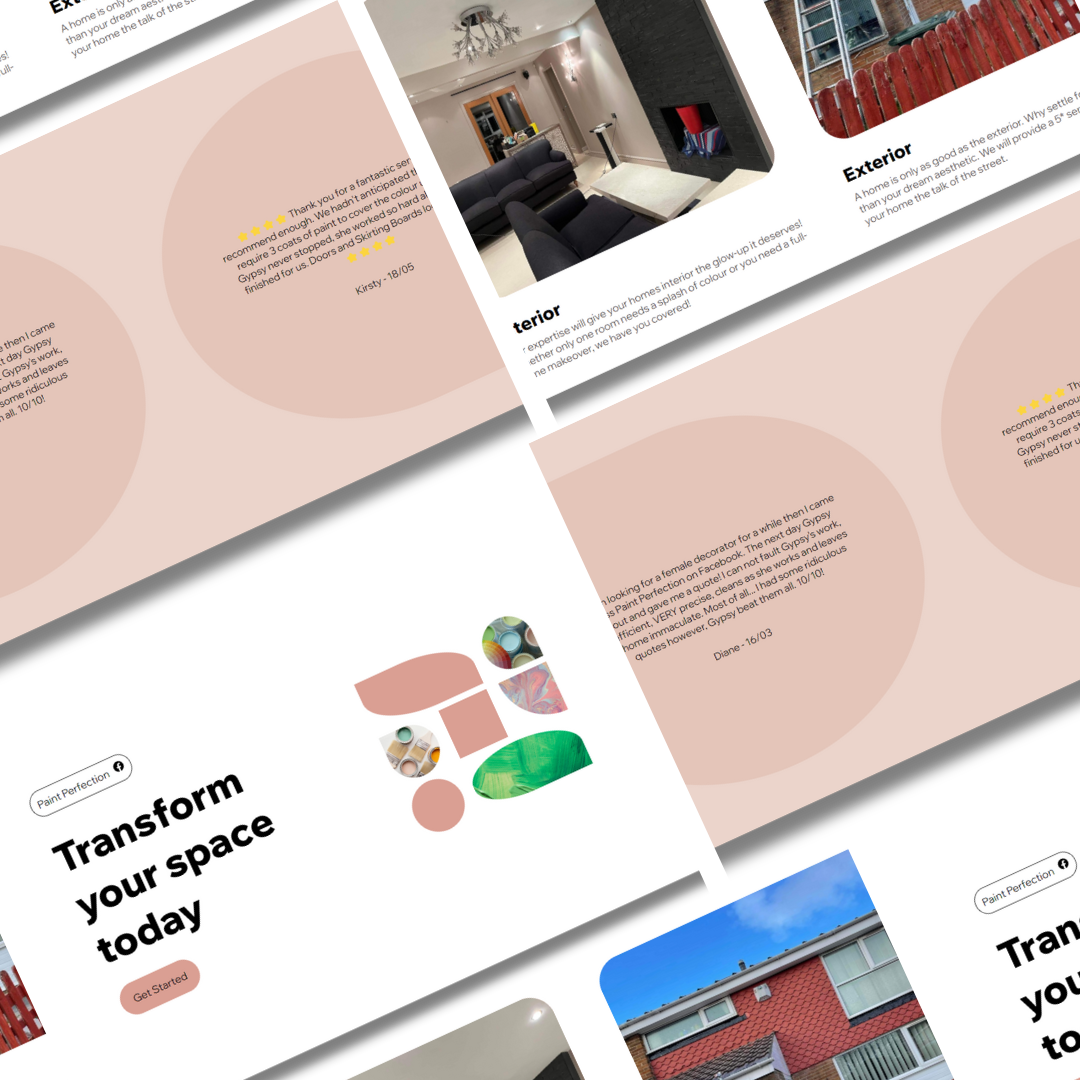 Ext
A home is only a
than your dream aest
your home the talk of the st
s!
ull-
⭐⭐⭐⭐ Thank you for a fantastic ser
recommend enough. We hadn't anticipated t
require 3 coats of paint to cover the colour
Gypsy never stopped, she worked so hard a
finished for us. Doors and Skirting Boards lo
⭐⭐⭐⭐
Kirsty - 18/05
e then I came
t day Gypsy
Gypsy's work,
orks and leaves
some ridiculous
m all. 10/10!
terior
r expertise will give your homes interior the glow-up it deserves!
ether only one room needs a splash of colour or you need a full-
ne makeover, we have you covered!
Exterior
A home is only as good as the exterior. Why settle fo
than your dream aesthetic. We will provide a 5* ser
your home the talk of the street.
⭐⭐⭐⭐ Th
recommend enou
require 3 coats
Gypsy never st
finished for u
n looking for a female decorator for a while then I came
is Paint Perfection on Facebook. The next day Gypsy
out and gave me a quote! I can not fault Gypsy's work,
fficient, VERY precise, cleans as she works and leaves
home immaculate. Most of all... I had some ridiculous
quotes however, Gypsy beat them all. 10/10!
Diane - 16/03
Paint Perfection
Transform
your space
today
Get Started
Paint Perfection
Tran
you
to